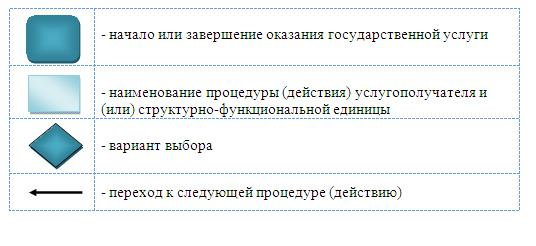 - начало или завершение оказания государственной услуги
- наименование процедуры (действия) услугополучателя и
(или) структурно-функциональной единицы
- вариант выбора
- переход к следующей процедуре (действию)